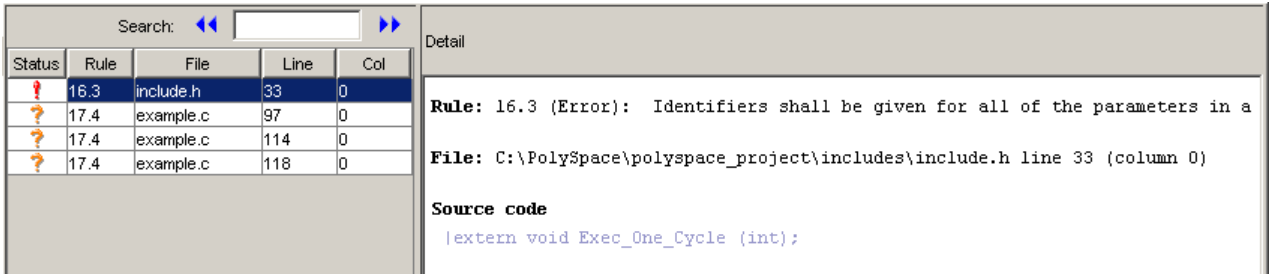 Search:
Detail
Status Rule File Line Col
16.3 include.h 33 0
17.4 example.c 97 0
17.4 example.c 114 0
17.4 example.c 118 0
Rule: 16.3 (Error):  Identifiers shall be given for all of the parameters in a
File: C:\PolySpace\polyspace_project\includes\include.h line 33 (column 0)
Source code
|extern void Exec_One_Cycle (int);